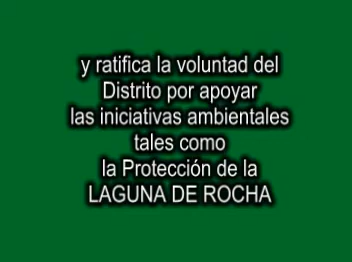 y ratifica la voluntad del
Distrito por apoyar
las iniciativas ambientales
tales como
la Protección de la
LAGUNA DE ROCHA